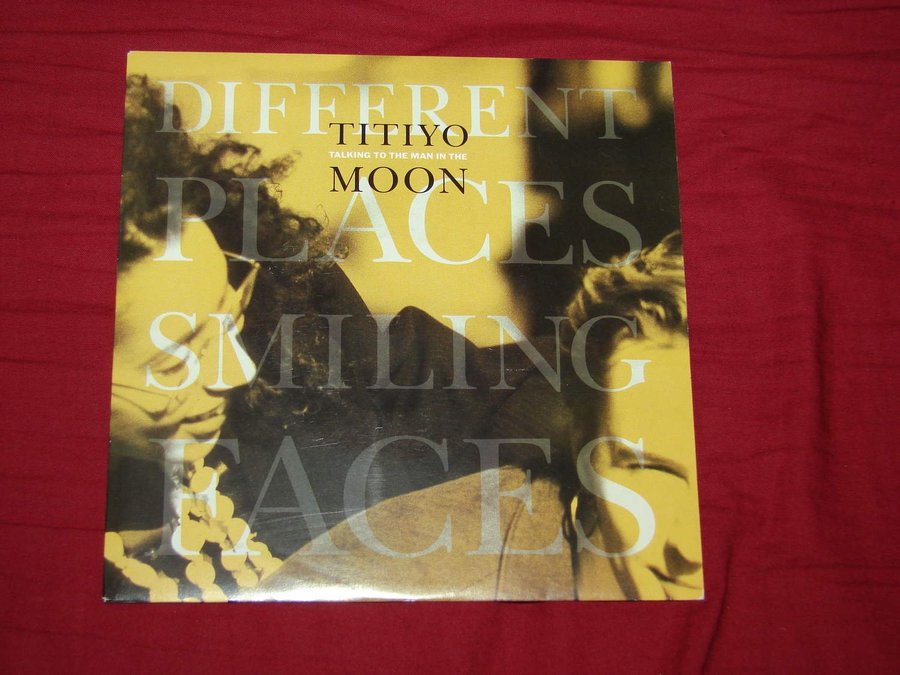 DIFFERENT
TITIYO
TALKING TO THE MAN IN THE
MOON
PLACES
SMILING
FACES